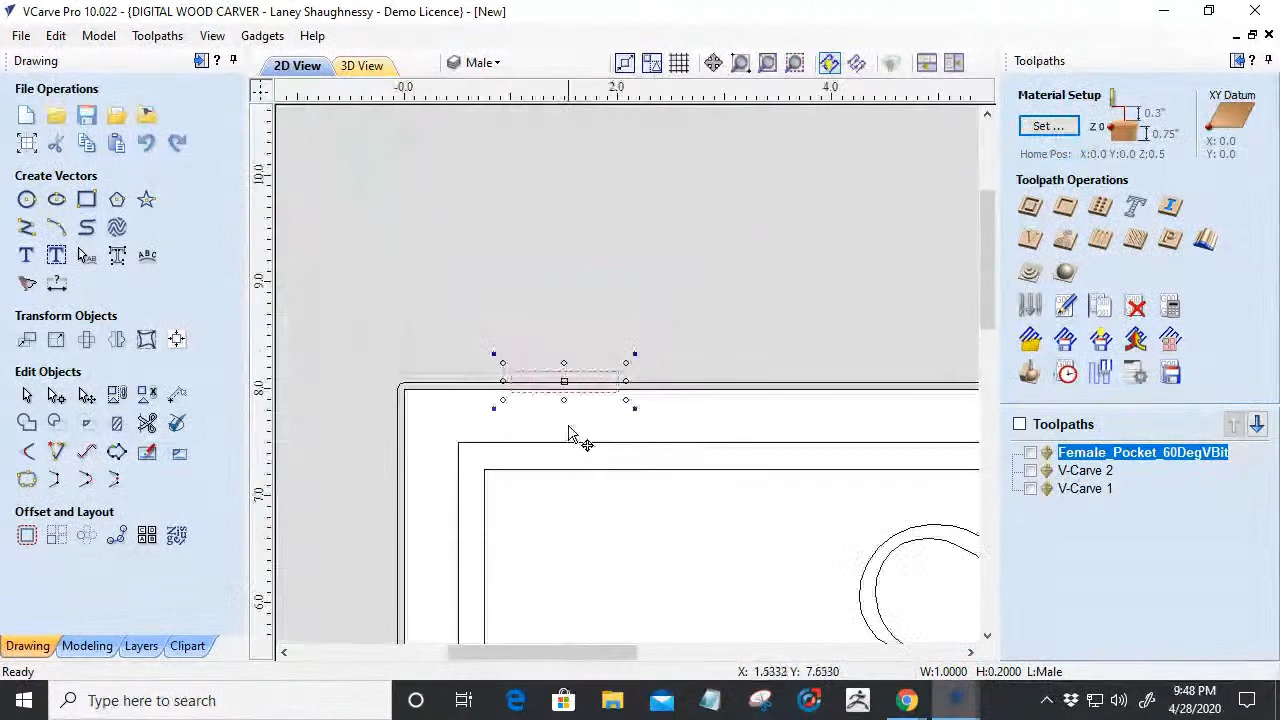 VCarve Pro 10.022 - {DIGITAL WOOD CARVER - Laney Shaughnessy - Demo Licence} - [New]
File Edit Model Toolpaths View Gadgets Help
Drawing ?
2D View 3D View Male
Toolpaths ?
File Operations
Create Vectors
Transform Objects
Edit Objects
Offset and Layout
Drawing Modeling Layers Clipart
-0.0 2.0 4.0
10.0
9.0
8.0
7.0
6.0
Material Setup
Set ...
Z 0
0.3"
0.75"
XY Datum
X: 0.0
Y: 0.0
Home Pos: X:0.0 Y:0.0 Z:0.5
Toolpath Operations
Toolpaths
Female_Pocket_60DegVBit
V-Carve 2
V-Carve 1
Ready
X: 1.5332 Y: 7.6530
W:1.0000 H:0.2000 L:Male
Type here to search
9:48 PM
4/28/2020